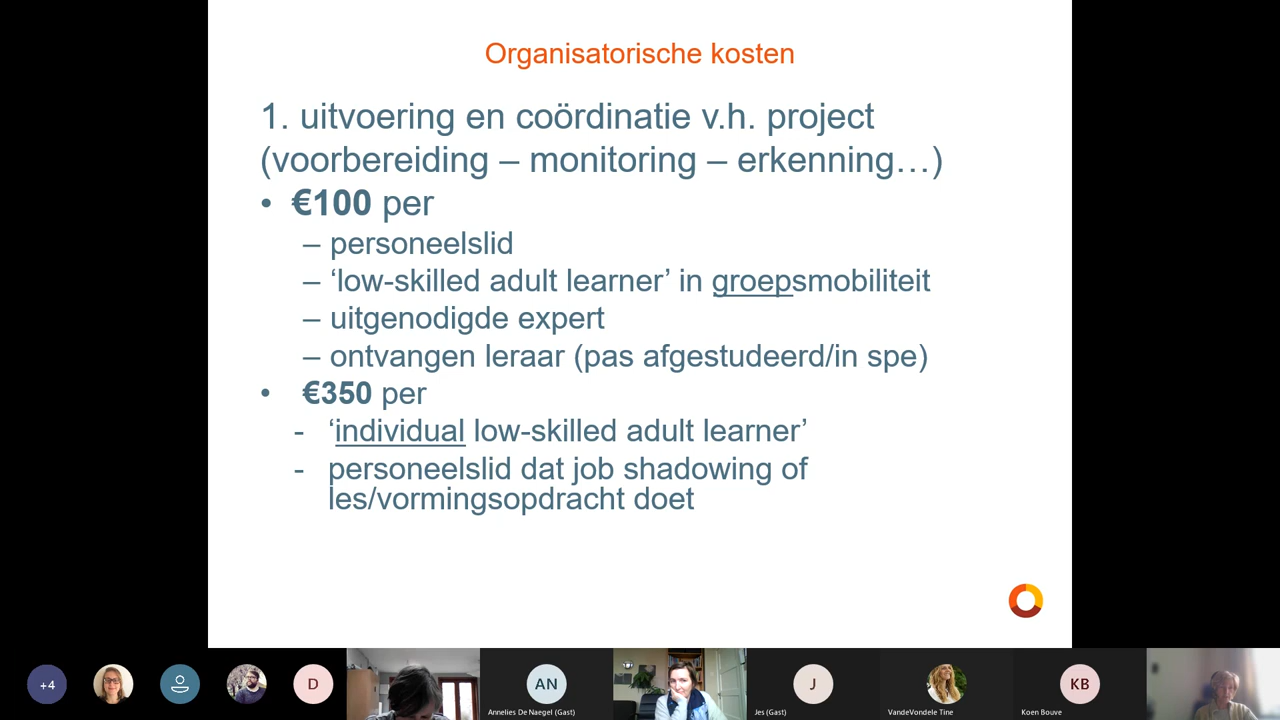 Organisatorische kosten
1. uitvoering en coördinatie v.h. project
(voorbereiding – monitoring – erkenning…)
• €100 per
– personeelslid
– ‘low-skilled adult learner’ in groepsmobiliteit
– uitgenodigde expert
– ontvangen leraar (pas afgestudeerd/in spe)
• €350 per
- ‘individual low-skilled adult learner’
- personeelslid dat job shadowing of
les/vormingsopdracht doet
+4
D
AN
Annelies De Naegel (Gast)
J
Jes (Gast)
VandeVondele Tine
KB
Koen Bouve